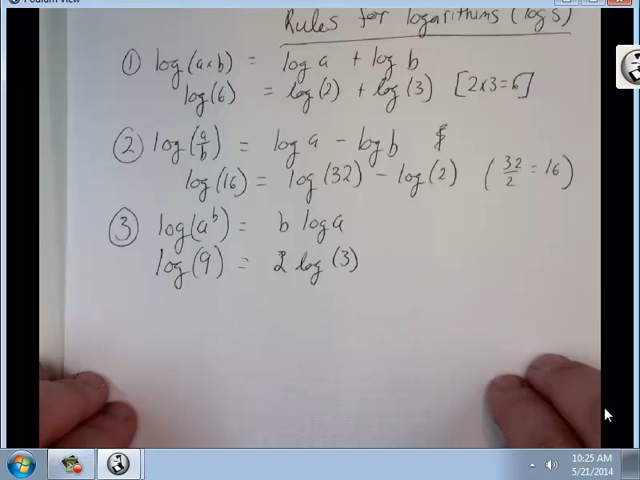 Podium View
Rules for logarithms (logs)
① log(a×b) = log a + log b
log(6) = log(2) + log(3) [2×3=6]
② log(a/b) = log a - log b
log(16) = log(32) - log(2) (32/2 = 16)
③ log(a^b) = b log a
log(9) = 2 log(3)
10:25 AM
5/21/2014